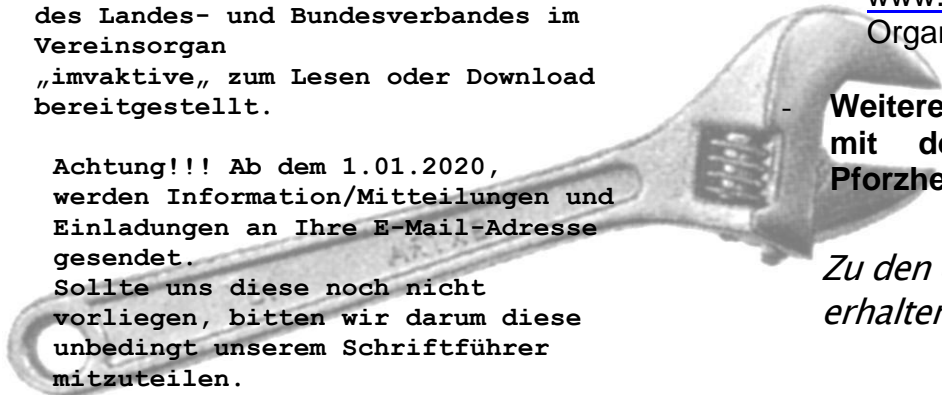 des Landes- und Bundesverbandes im
Vereinsorgan
„imvaktive„ zum Lesen oder Download
bereitgestellt.
Achtung!!! Ab dem 1.01.2020,
werden Information/Mitteilungen und
Einladungen an Ihre E-Mail-Adresse
gesendet.
Sollte uns diese noch nicht
vorliegen, bitten wir darum diese
unbedingt unserem Schriftführer
mitzuteilen.
www.
Organ
- Weitere
mit de
Pforzhe
Zu den
erhalten